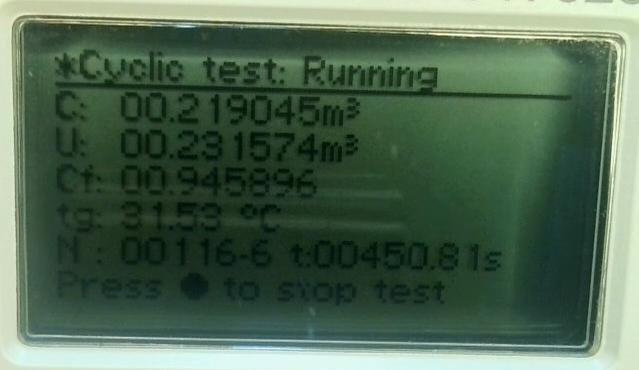 *Cyclic test: Running
C: 00.219045m³
U: 00.231574m³
Cf: 00.945896
tg: 31.53 °C
N : 00116-6 t:00450.81s
Press ● to stop test